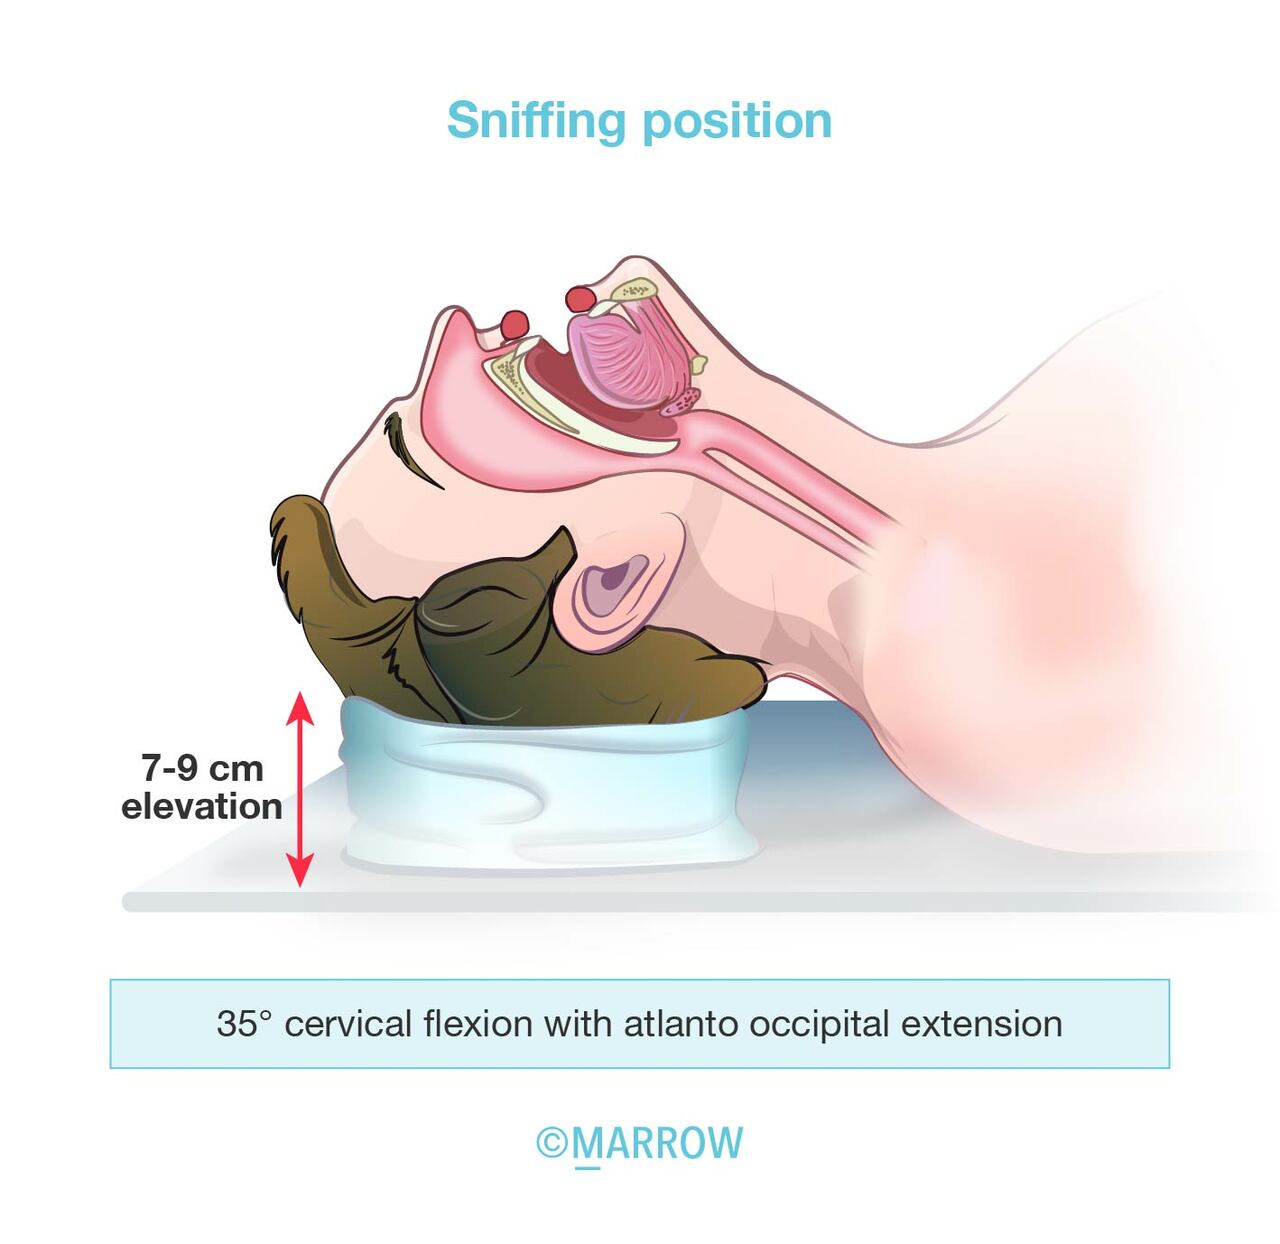 Sniffing position
7-9 cm
elevation
35° cervical flexion with atlanto occipital extension
©MARROW